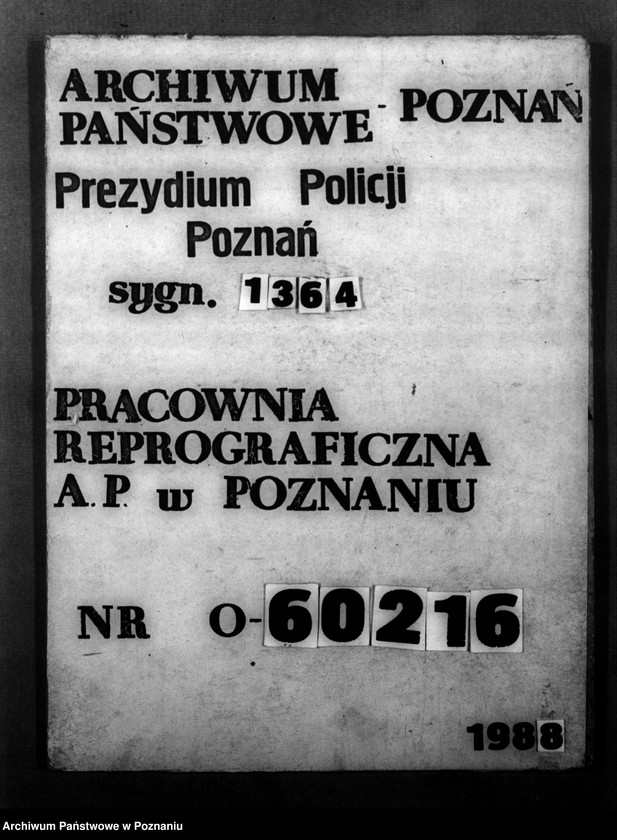 ARCHIWUM
PAŃSTWOWE - POZNAŃ
Prezydium Policji
Poznań
sygn. 1364
PRACOWNIA
REPROGRAFICZNA
A.P. w POZNANIU
NR O-60216
1988
Archiwum Państwowe w Poznaniu